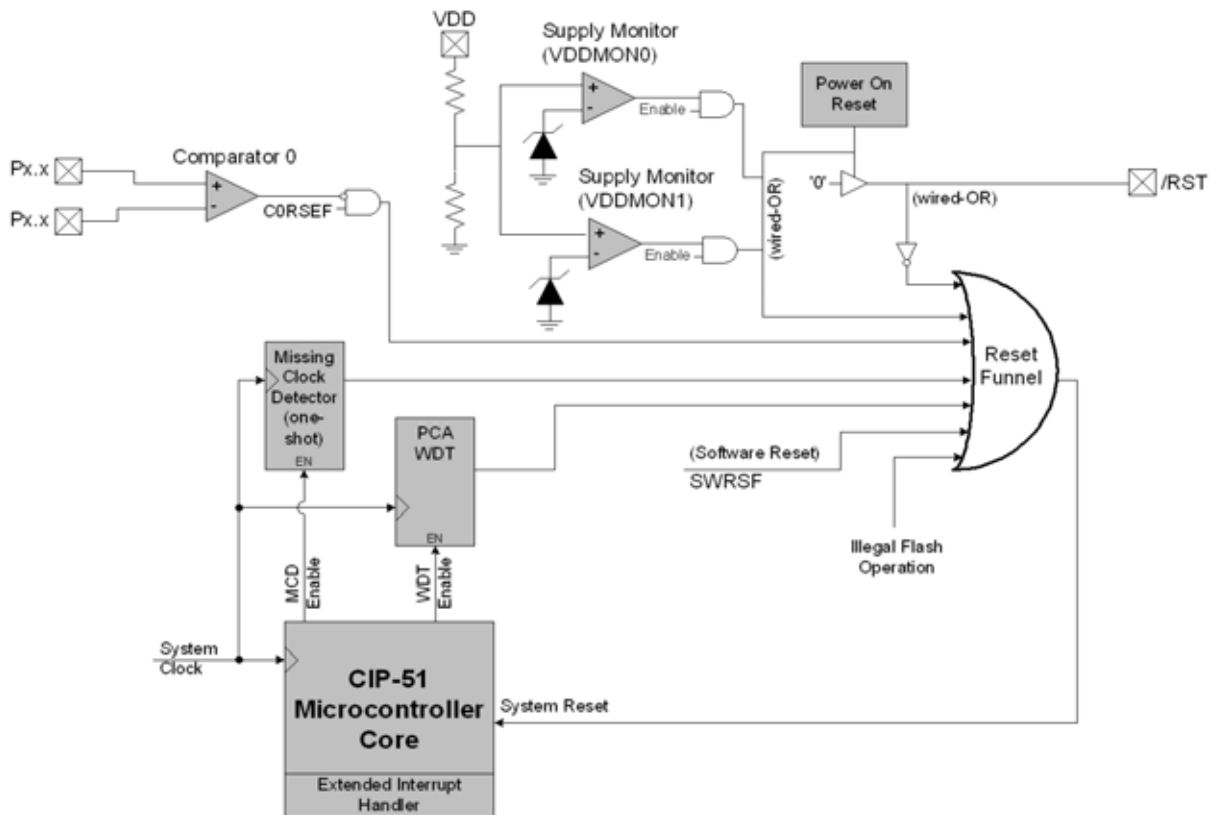 VDD
Supply Monitor
(VDDMON0)
+
-
Enable
Power On
Reset
Px.x
Px.x
Comparator 0
+
-
C0RSEF
Supply Monitor
(VDDMON1)
+
-
Enable
(wired-OR)
'0'
(wired-OR)
/RST
Reset
Funnel
Missing
Clock
Detector
(one-
shot)
EN
PCA
WDT
EN
(Software Reset)
SWRSF
Illegal Flash
Operation
MCD
Enable
WDT
Enable
System
Clock
CIP-51
Microcontroller
Core
System Reset
Extended Interrupt
Handler